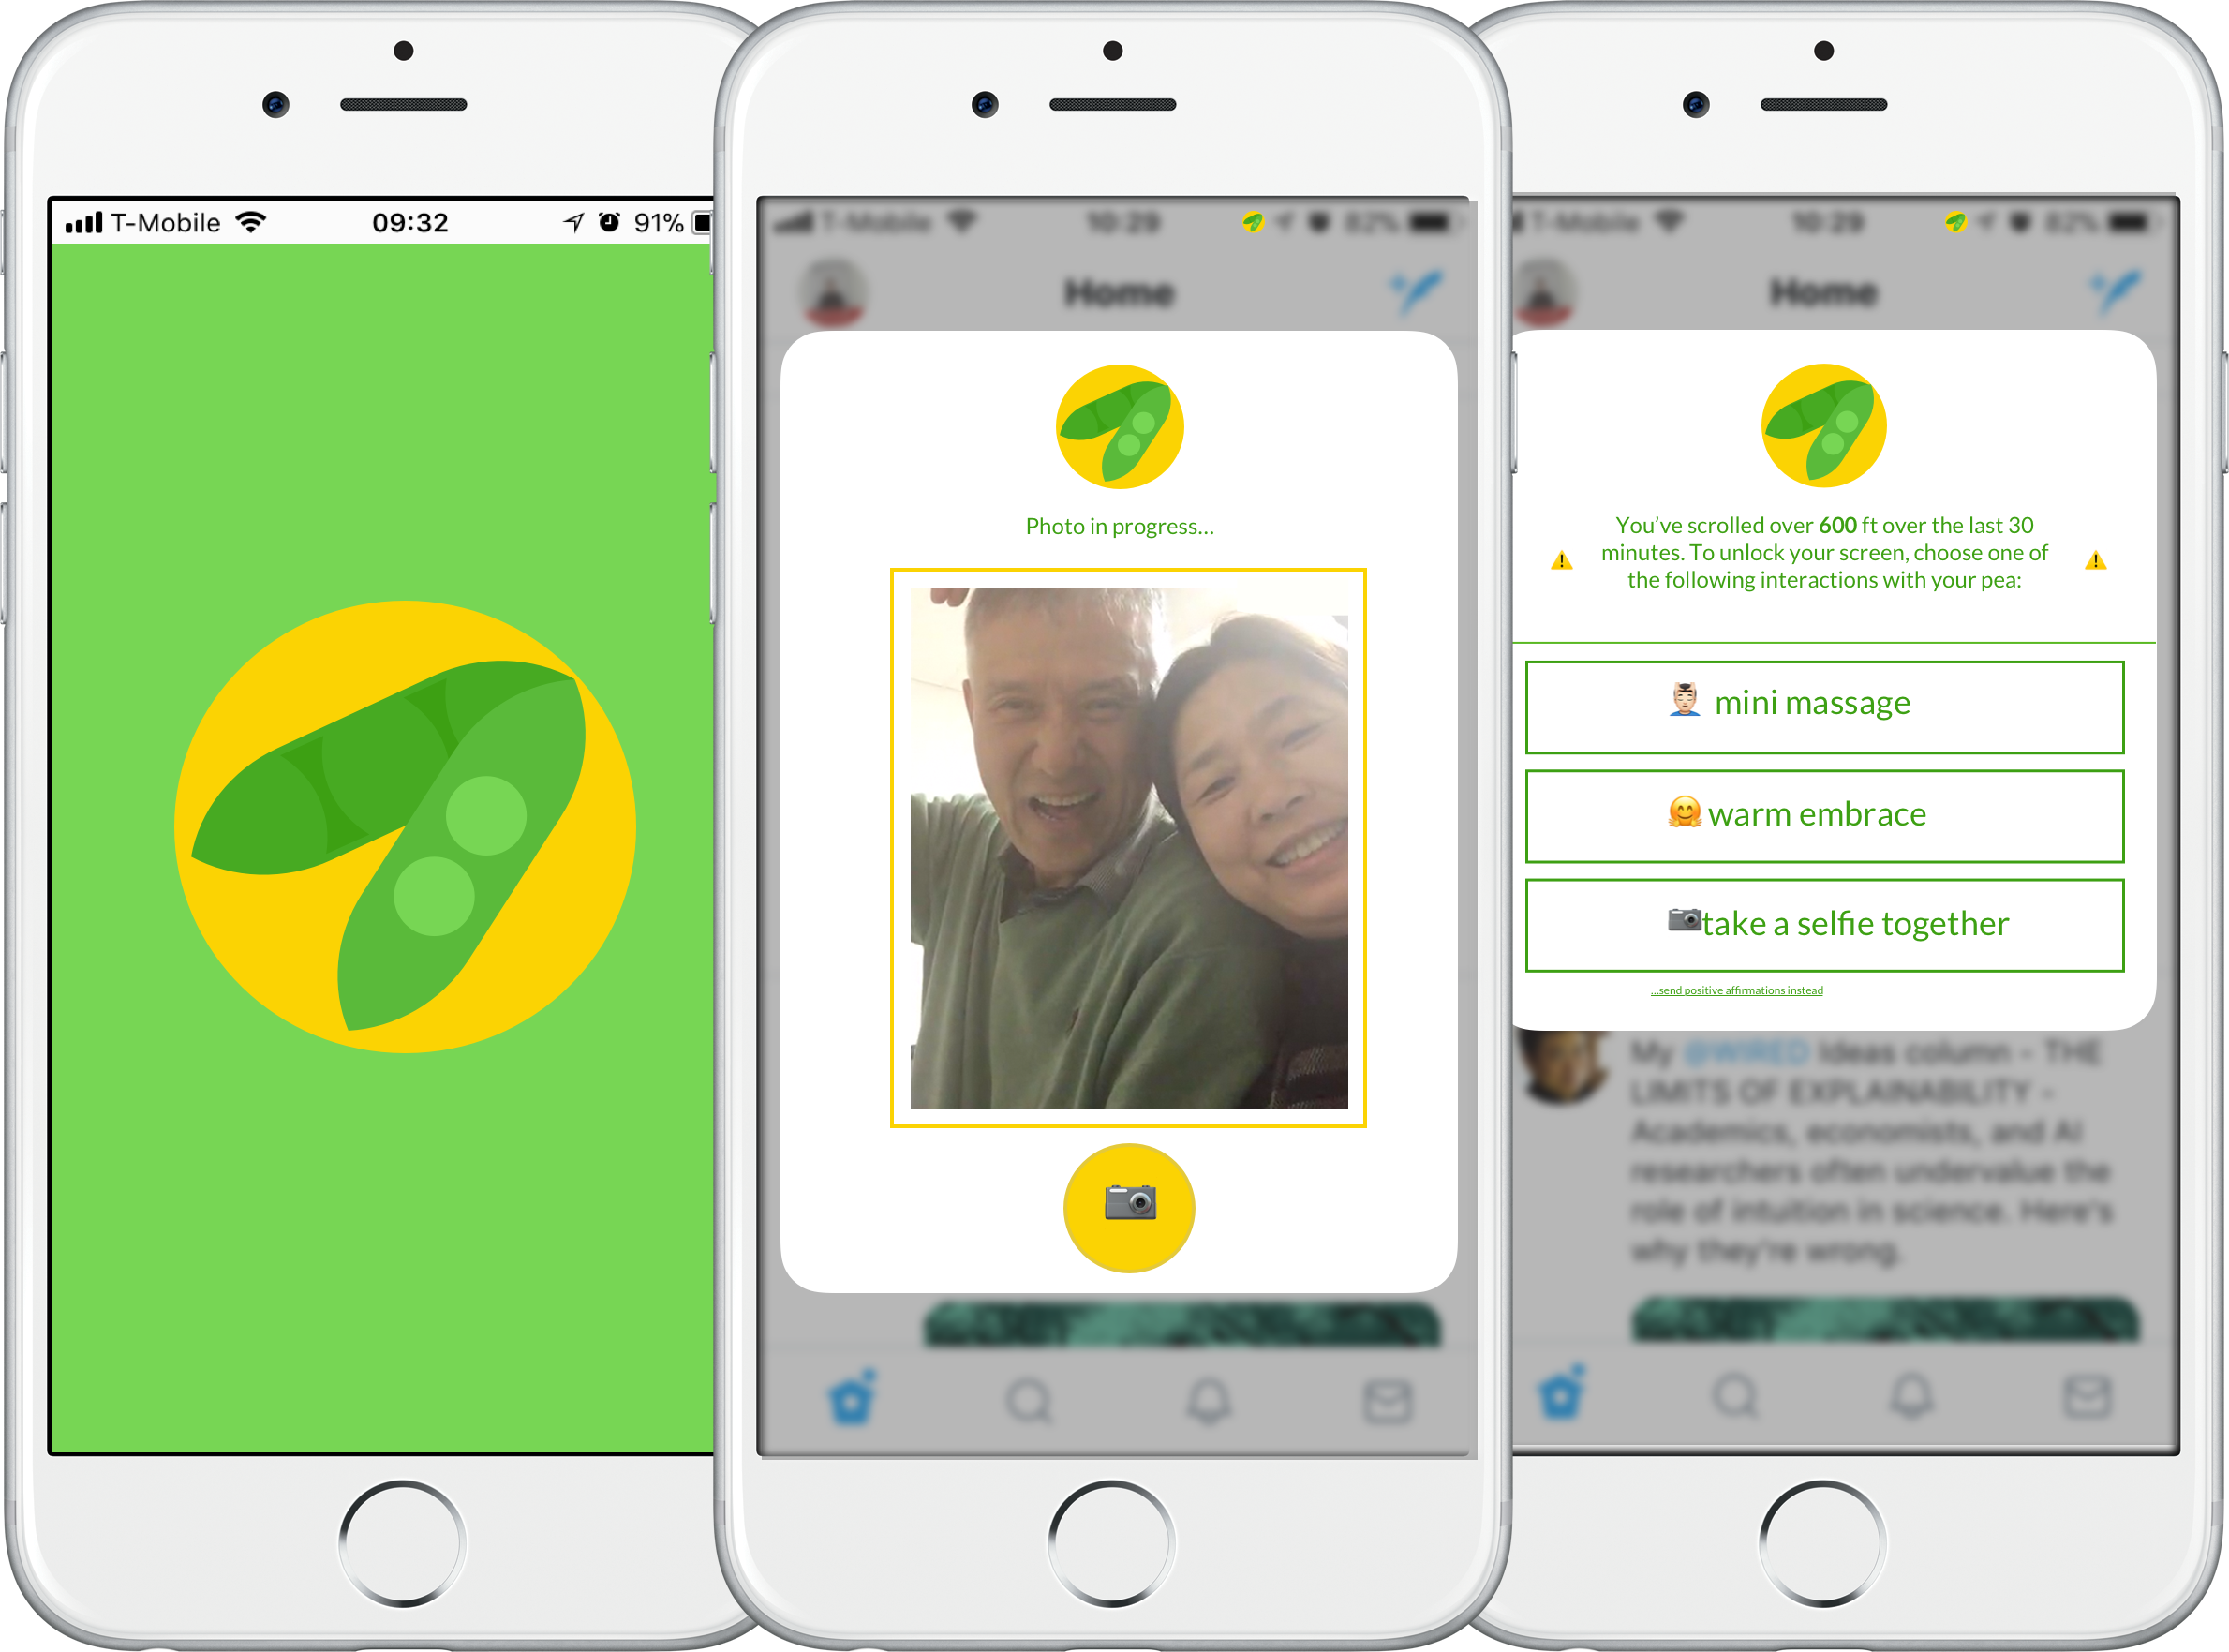 T-Mobile 09:32 91%
T-Mobile 10:29 82%
Home
Photo in progress...
T-Mobile 10:29 82%
Home
You've scrolled over 600 ft over the last 30
minutes. To unlock your screen, choose one of
the following interactions with your pea:
mini massage
warm embrace
take a selfie together
...send positive affirmations instead
My @WIRED Ideas column - THE
LIMITS OF EXPLAINABILITY -
Academics, economists, and AI
researchers often undervalue the
role of intuition in science. Here's
why they're wrong.